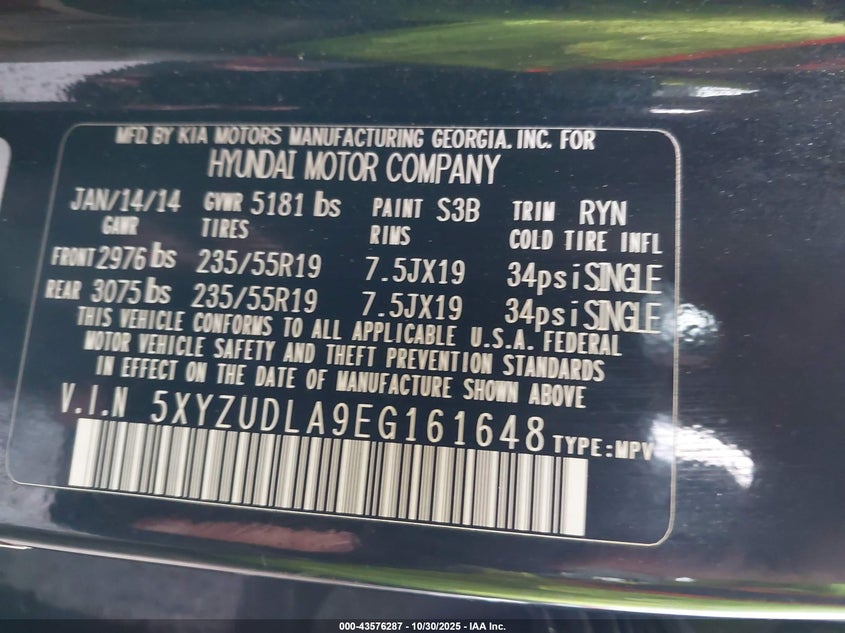 MFD. BY KIA MOTORS MANUFACTURING GEORGIA. INC. FOR
HYUNDAI MOTOR COMPANY
JAN/14/14 GVWR 5181 lbs PAINT S3B TRIM RYN
GAWR TIRES RIMS COLD TIRE INFL
FRONT 2976 lbs 235/55R19 7.5JX19 34psi SINGLE
REAR 3075 lbs 235/55R19 7.5JX19 34psi SINGLE
THIS VEHICLE CONFORMS TO ALL APPLICABLE U.S.A. FEDERAL
MOTOR VEHICLE SAFETY AND THEFT PREVENTION STANDARDS
IN EFFECT ON THE DATE OF MANUFACTURE SHOWN ABOVE
V.I.N 5XYZUDLA9EG161648 TYPE:MPV
000-43576287 - 10/30/2025 - IAA Inc.